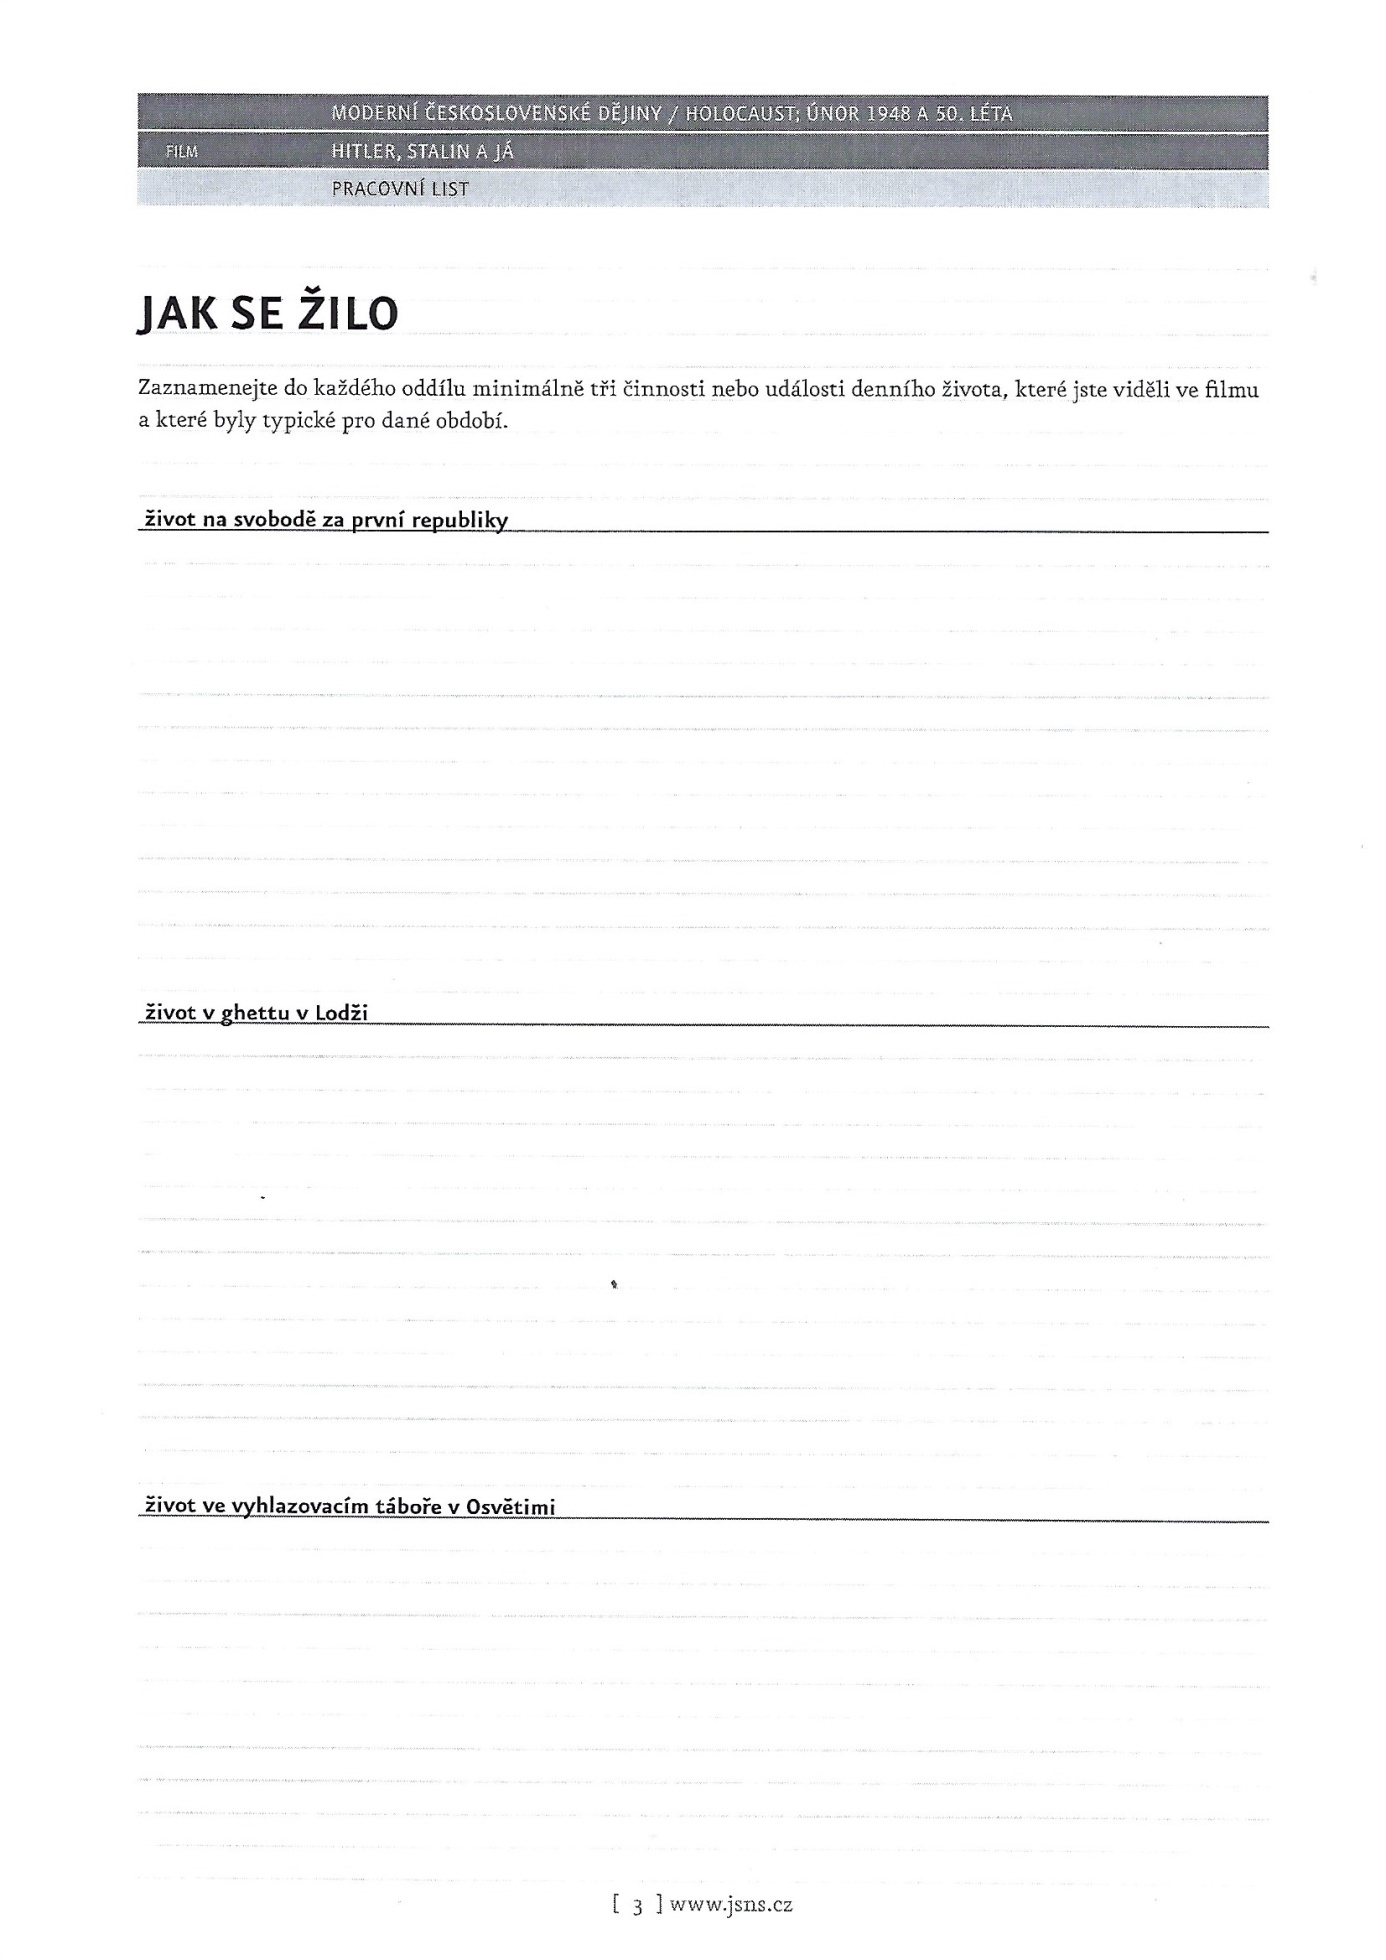 MODERNÍ ČESKOSLOVENSKÉ DĚJINY / HOLOCAUST; ÚNOR 1948 A 50. LÉTA
FILM HITLER, STALIN A JÁ
PRACOVNÍ LIST
JAK SE ŽILO
Zaznamenejte do každého oddílu minimálně tři činnosti nebo události denního života, které jste viděli ve filmu
a které byly typické pro dané období.
život na svobodě za první republiky
život v ghettu v Lodži
život ve vyhlazovacím táboře v Osvětimi
[ 3 ] www.jsns.cz